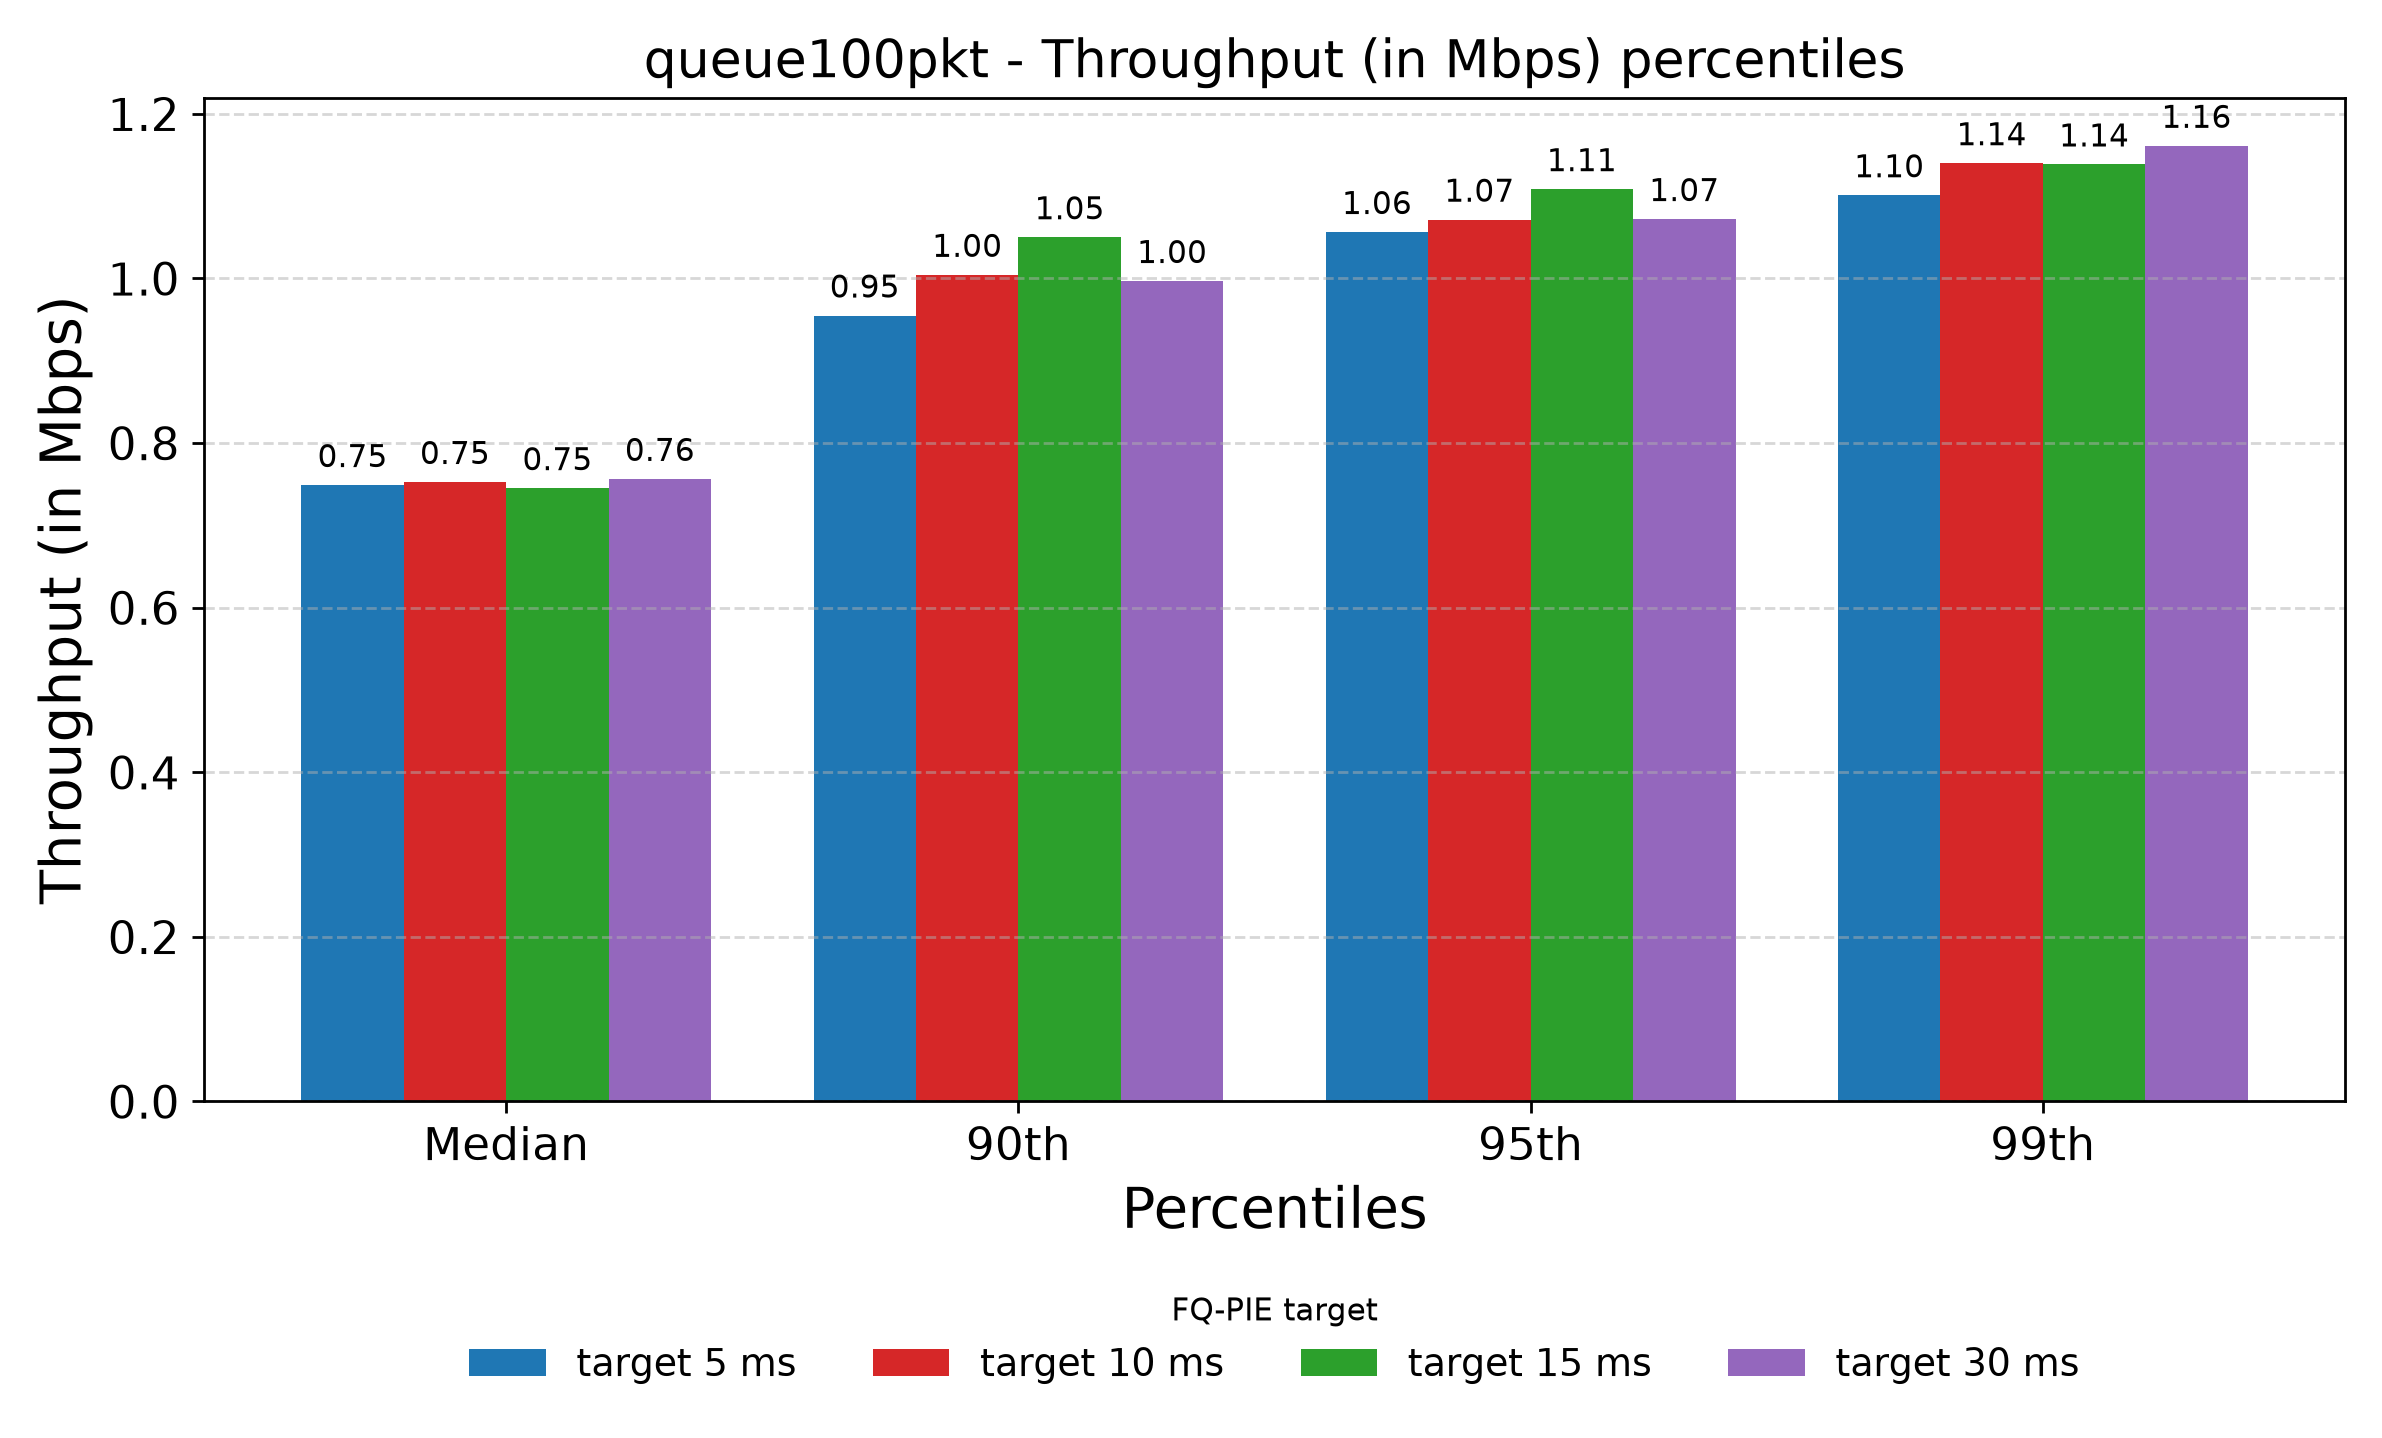 queue100pkt - Throughput (in Mbps) percentiles
Throughput (in Mbps)
1.2
1.0
0.8
0.6
0.4
0.2
0.0
0.75
0.75
0.75
0.76
0.95
1.00
1.05
1.00
1.06
1.07
1.11
1.07
1.10
1.14
1.14
1.16
Median
90th
95th
99th
Percentiles
FQ-PIE target
target 5 ms
target 10 ms
target 15 ms
target 30 ms